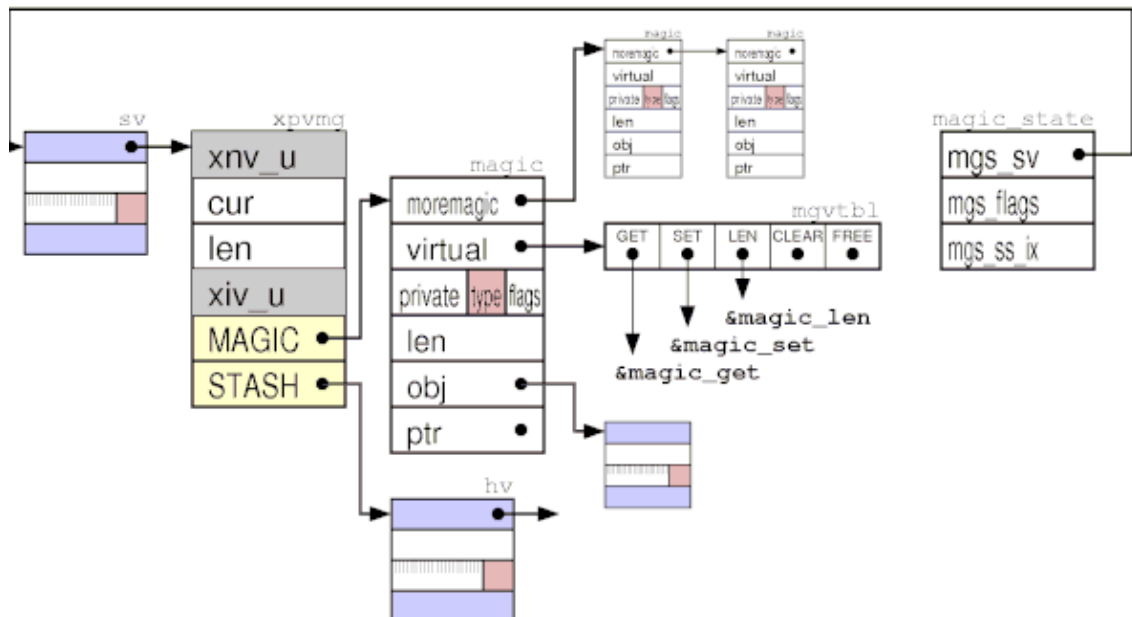 magic
magic
moremagic
moremagic
virtual
virtual
private type flags
private type flags
len
len
obj
obj
ptr
ptr
sv
xpvmg
magic_state
xnv_u
cur
len
xiv_u
MAGIC
STASH
magic
moremagic
virtual
private type flags
len
obj
ptr
mgvtbl
GET SET LEN CLEAR FREE
&magic_len
&magic_set
&magic_get
mgs_sv
mgs_flags
mgs_ss_ix
hv